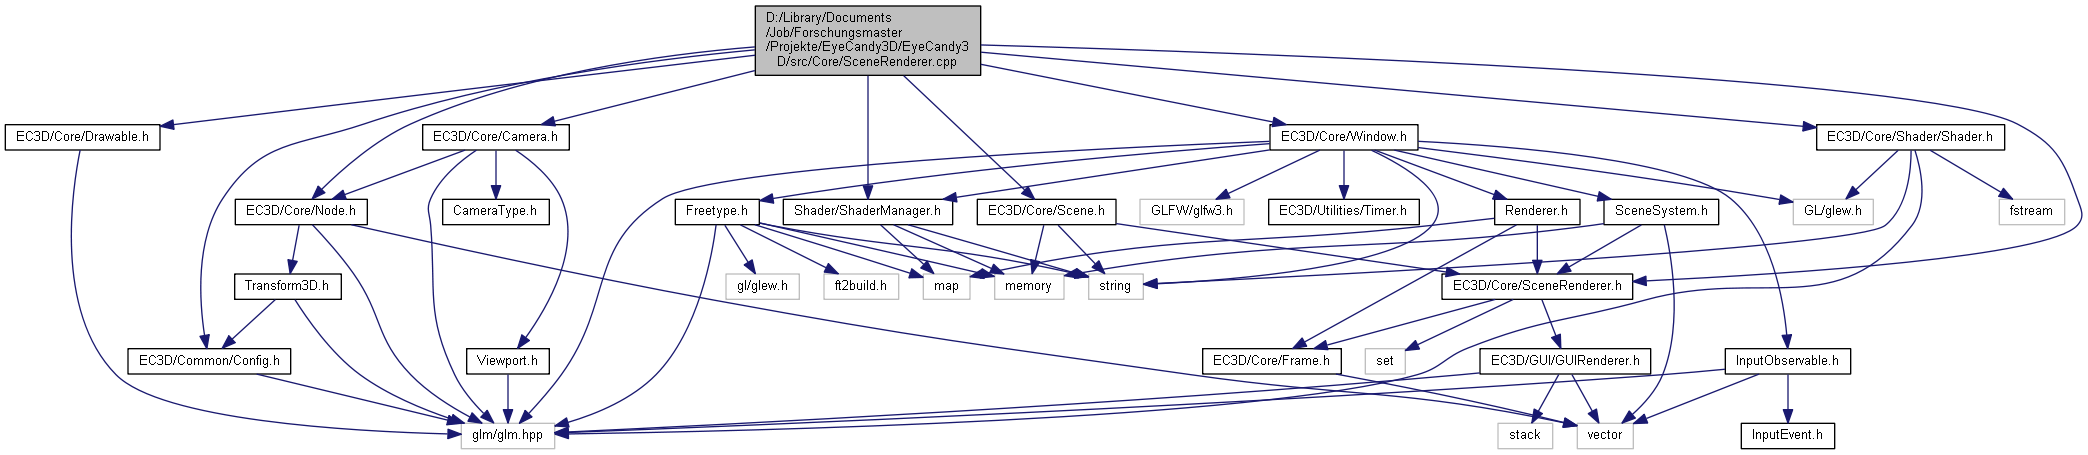 D:/Library/Documents
/Job/Forschungsmaster
/Projekte/EyeCandy3D/EyeCandy3
D/src/Core/SceneRenderer.cpp
EC3D/Core/Drawable.h
EC3D/Core/Camera.h
EC3D/Core/Window.h
EC3D/Core/Shader/Shader.h
EC3D/Core/Node.h
CameraType.h
Freetype.h
Shader/ShaderManager.h
EC3D/Core/Scene.h
GLFW/glfw3.h
EC3D/Utilities/Timer.h
Renderer.h
SceneSystem.h
GL/glew.h
fstream
Transform3D.h
gl/glew.h
ft2build.h
map
memory
string
EC3D/Core/SceneRenderer.h
EC3D/Common/Config.h
Viewport.h
EC3D/Core/Frame.h
set
EC3D/GUI/GUIRenderer.h
InputObservable.h
glm/glm.hpp
stack
vector
InputEvent.h